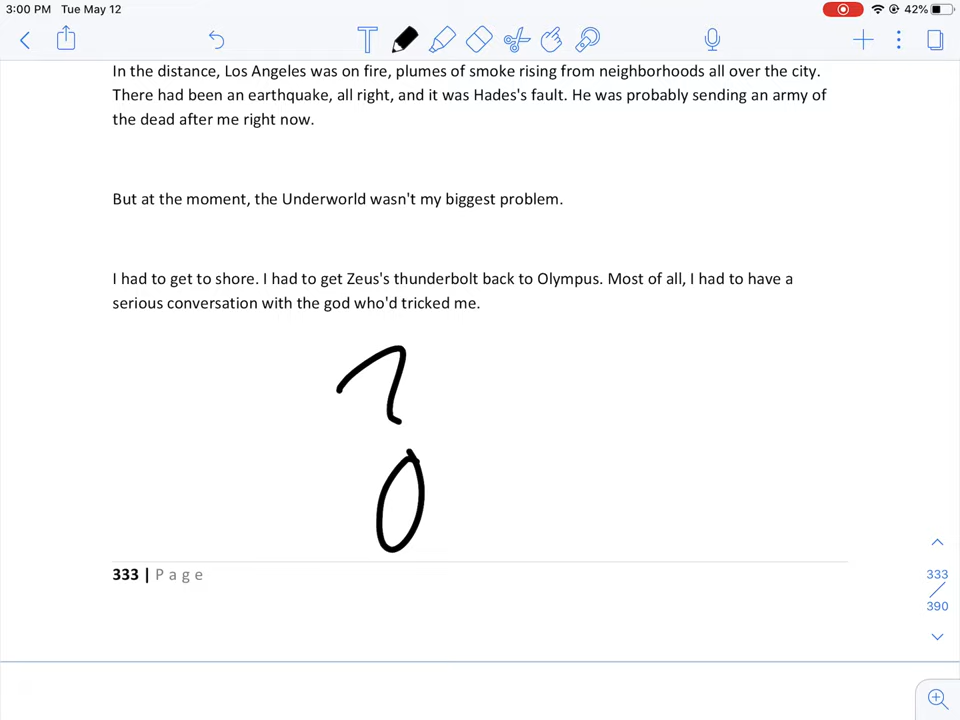 3:00 PM Tue May 12 42%
In the distance, Los Angeles was on fire, plumes of smoke rising from neighborhoods all over the city.
There had been an earthquake, all right, and it was Hades's fault. He was probably sending an army of
the dead after me right now.
But at the moment, the Underworld wasn't my biggest problem.
I had to get to shore. I had to get Zeus's thunderbolt back to Olympus. Most of all, I had to have a
serious conversation with the god who'd tricked me.
?
333 | Page
333
390